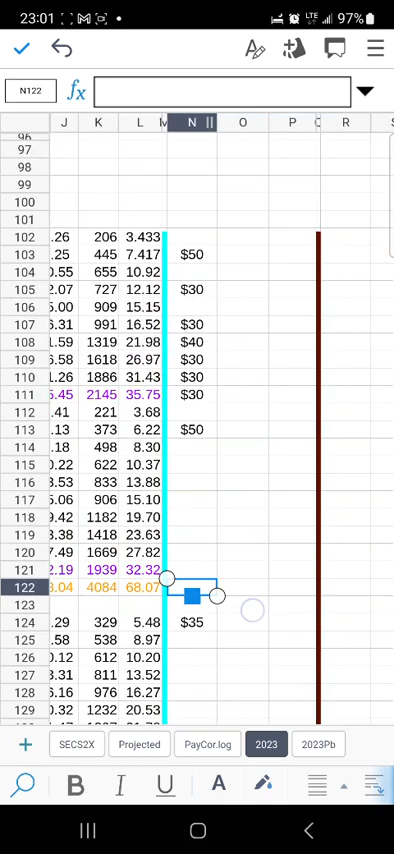 23:01 LTE 97%
N122 fx
J K L M N O P Q R S
96
97
98
99
100
101
102 .26 206 3.433
103 .25 445 7.417 $50
104 0.55 655 10.92
105 2.07 727 12.12 $30
106 5.00 909 15.15
107 6.31 991 16.52 $30
108 1.59 1319 21.98 $40
109 6.58 1618 26.97 $30
110 1.26 1886 31.43 $30
111 5.45 2145 35.75 $30
112 .41 221 3.68
113 .13 373 6.22 $50
114 .18 498 8.30
115 0.22 622 10.37
116 3.53 833 13.88
117 5.06 906 15.10
118 9.42 1182 19.70
119 3.38 1418 23.63
120 7.49 1669 27.82
121 2.19 1939 32.32
122 8.04 4084 68.07
123
124 .29 329 5.48 $35
125 .58 538 8.97
126 0.12 612 10.20
127 3.31 811 13.52
128 6.16 976 16.27
129 0.32 1232 20.53
+ SECS2X Projected PayCor.log 2023 2023Pb
B I U A